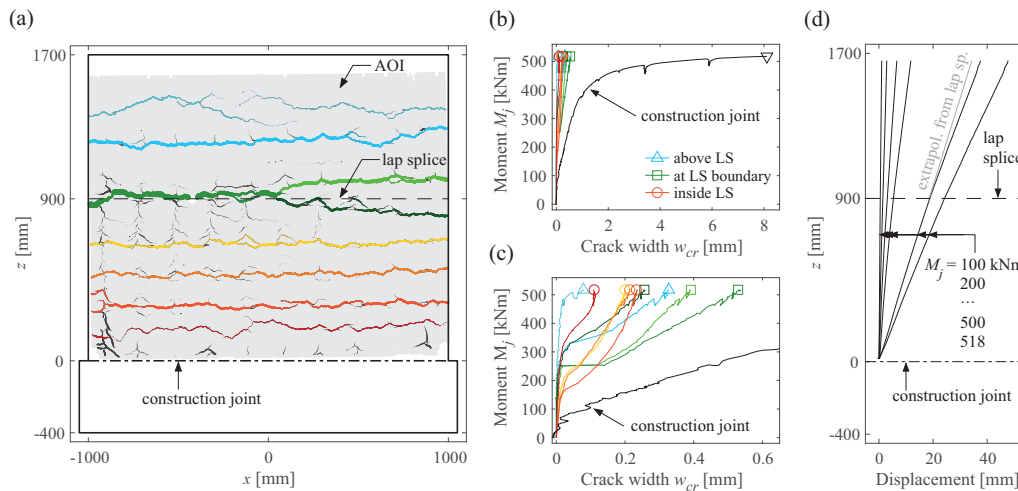 (a)
1700
AOI
lap splice
900
z [mm]
0
construction joint
-400
-1000
0
1000
x [mm]
(b)
Moment Mj [kNm]
500
400
300
200
100
0
construction joint
above LS
at LS boundary
inside LS
0
2
4
6
8
Crack width wcr [mm]
(c)
Moment Mj [kNm]
500
400
300
200
100
0
construction joint
0
0.2
0.4
0.6
Crack width wcr [mm]
(d)
1700
extrapol. from lap sp.
lap
splice
900
z [mm]
Mj = 100 kNm
200
...
500
518
0
construction joint
-400
0
20
40
Displacement [mm]